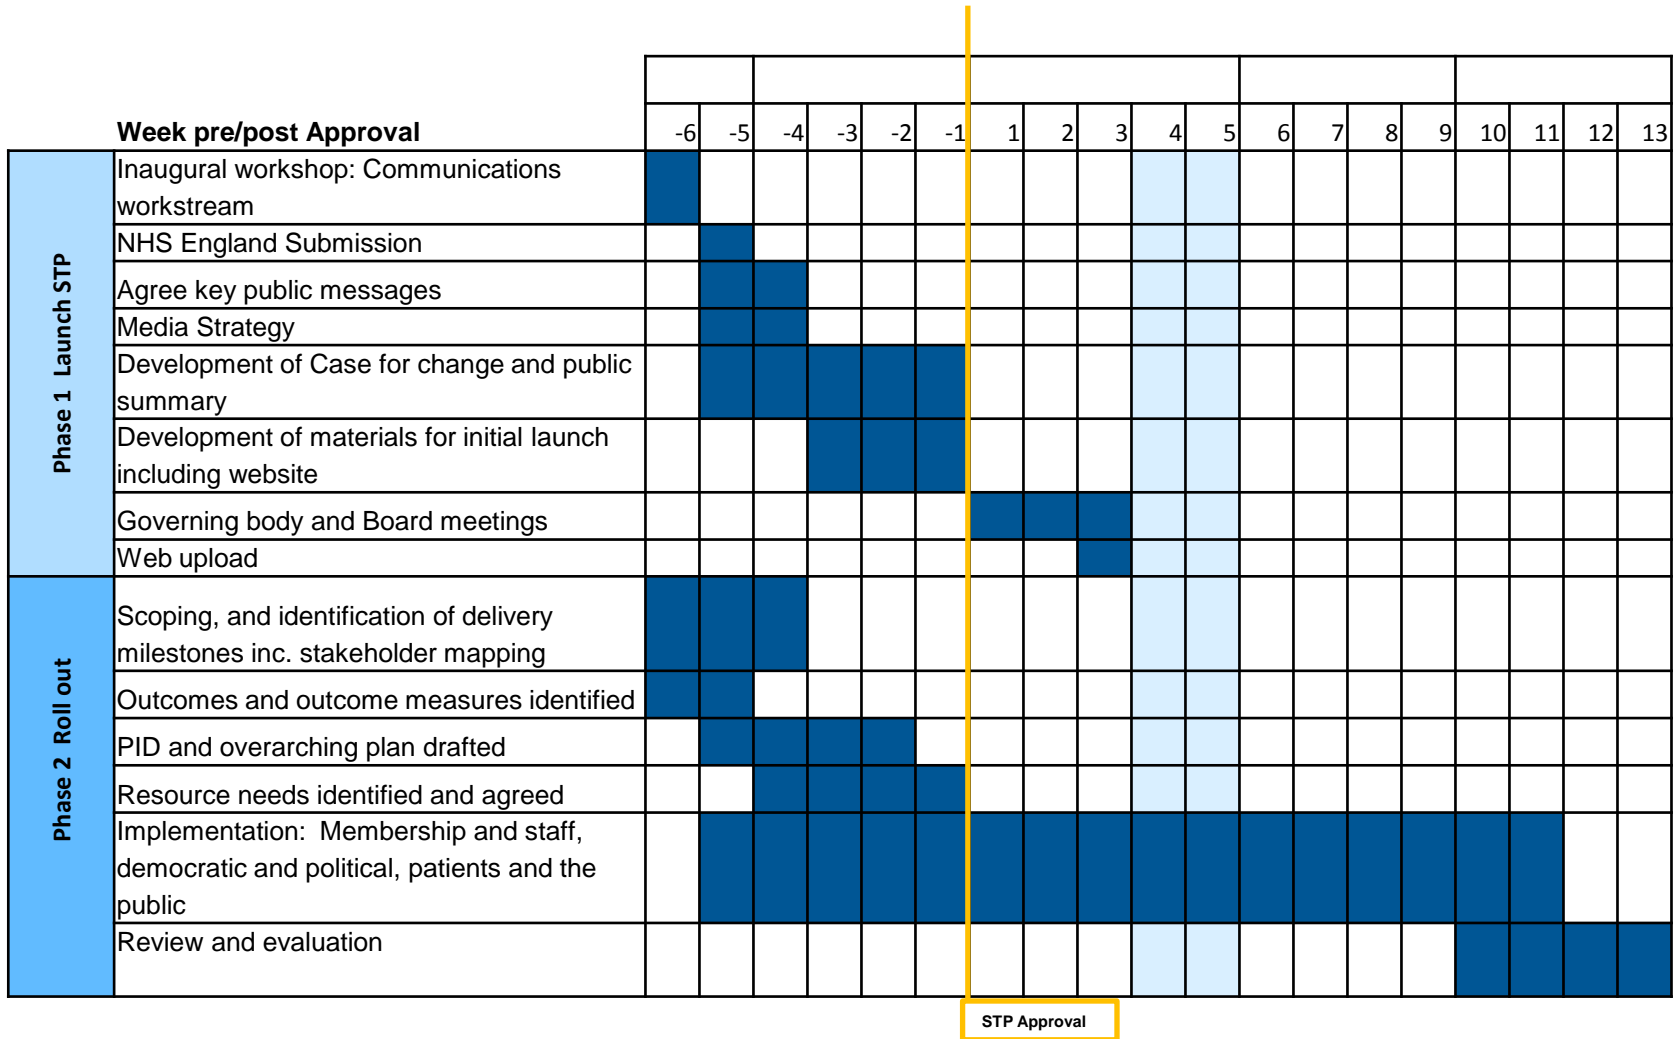 Week pre/post Approval -6 -5 -4 -3 -2 -1 1 2 3 4 5 6 7 8 9 10 11 12 13
Phase 1 Launch STP
Inaugural workshop: Communications
workstream
NHS England Submission
Agree key public messages
Media Strategy
Development of Case for change and public
summary
Development of materials for initial launch
including website
Governing body and Board meetings
Web upload
Phase 2 Roll out
Scoping, and identification of delivery
milestones inc. stakeholder mapping
Outcomes and outcome measures identified
PID and overarching plan drafted
Resource needs identified and agreed
Implementation: Membership and staff,
democratic and political, patients and the
public
Review and evaluation
STP Approval